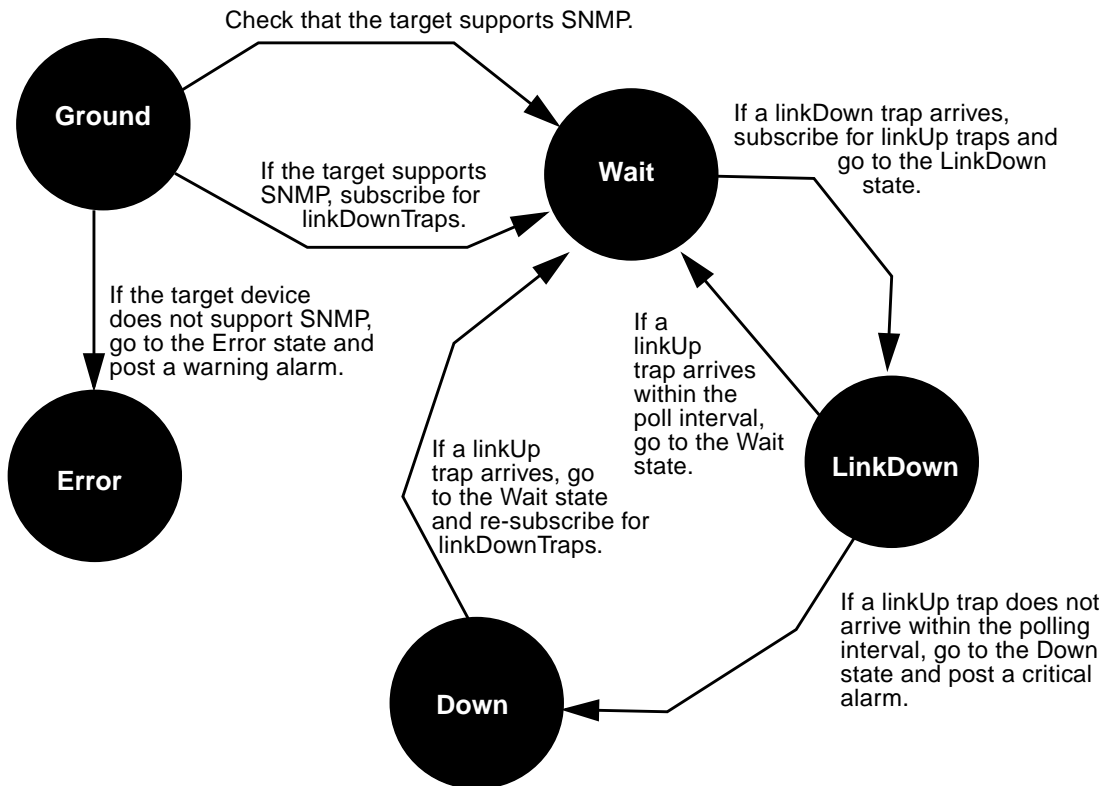 Check that the target supports SNMP.
Ground
If a linkDown trap arrives,
subscribe for linkUp traps and
go to the LinkDown
state.
Wait
If the target supports
SNMP, subscribe for
linkDownTraps.
If the target device
does not support SNMP,
go to the Error state and
post a warning alarm.
If a
linkUp
trap arrives
within the
poll interval,
go to the Wait
state.
If a linkUp
trap arrives, go
to the Wait state
and re-subscribe for
linkDownTraps.
LinkDown
Error
If a linkUp trap does not
arrive within the polling
interval, go to the Down
state and post a critical
alarm.
Down